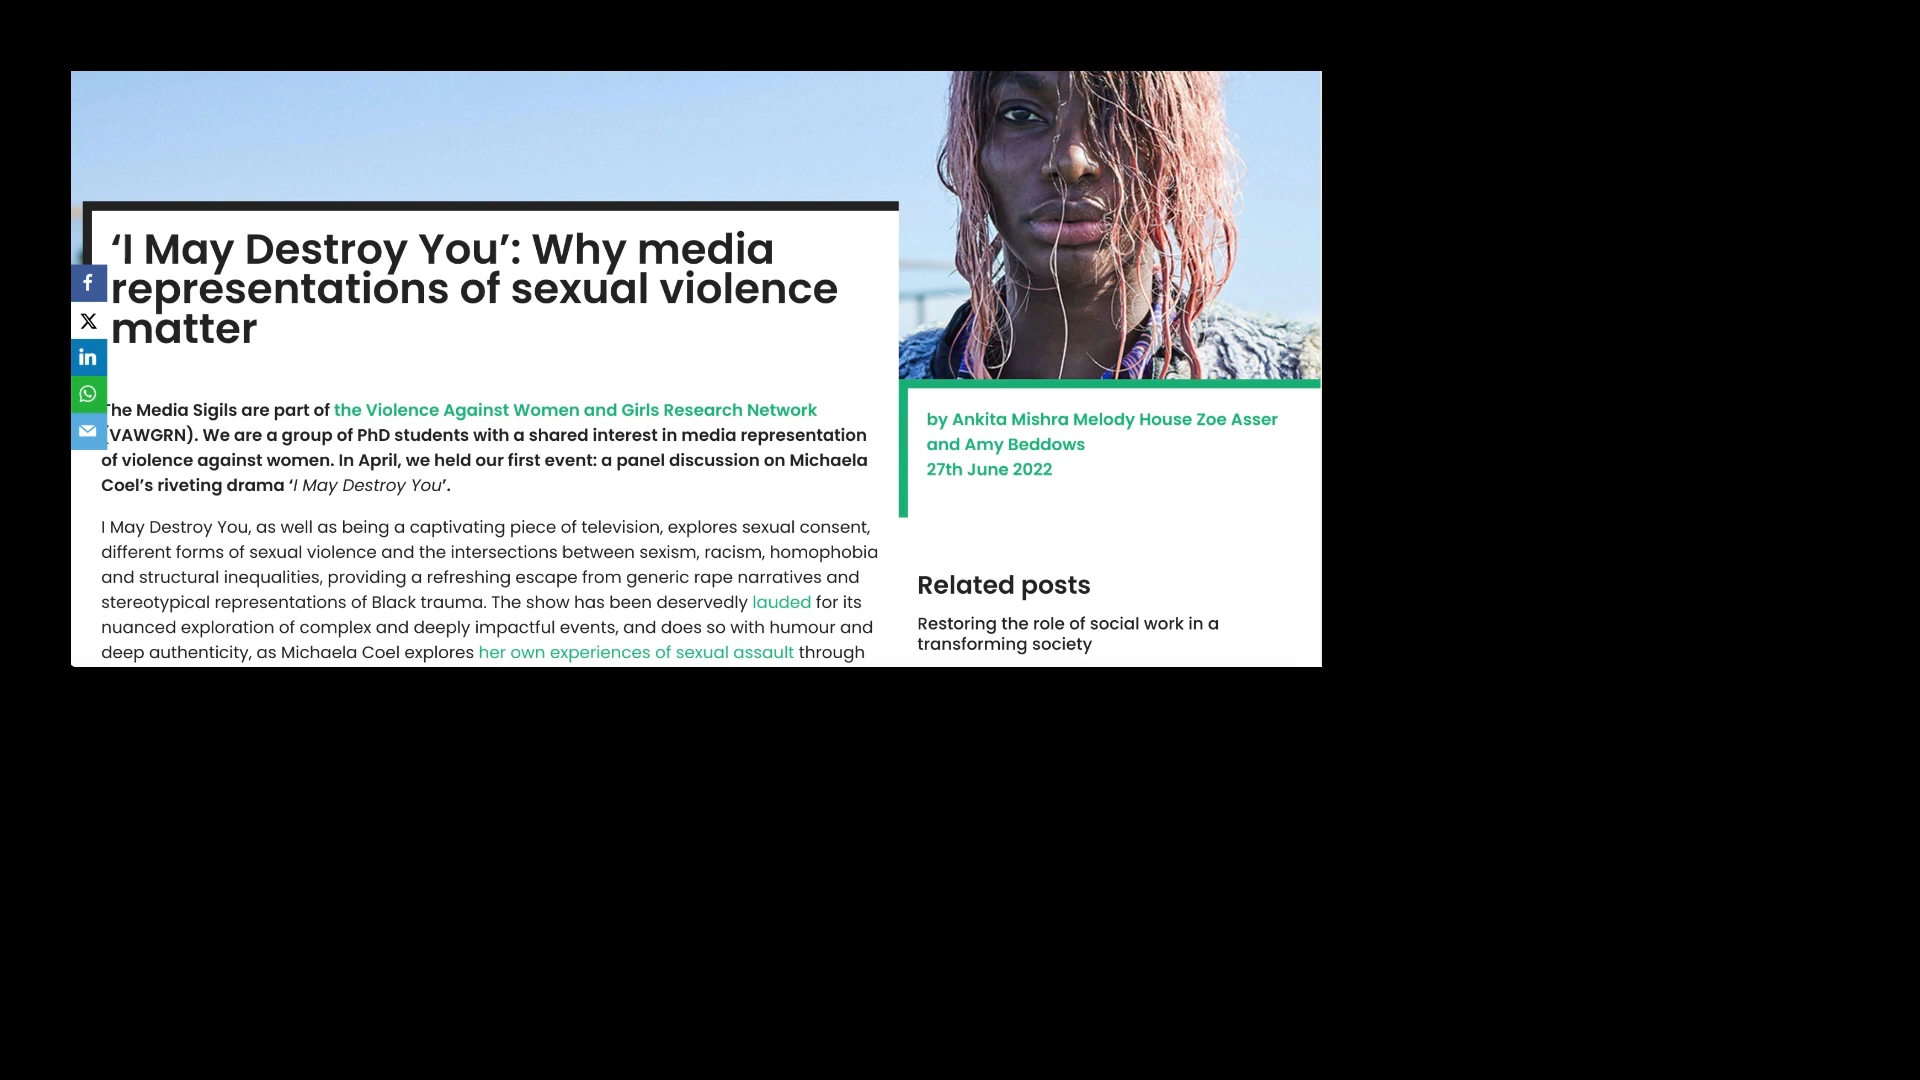 ‘I May Destroy You’: Why media
representations of sexual violence
matter
The Media Sigils are part of the Violence Against Women and Girls Research Network
(VAWGRN). We are a group of PhD students with a shared interest in media representation
of violence against women. In April, we held our first event: a panel discussion on Michaela
Coel’s riveting drama ‘I May Destroy You’.
I May Destroy You, as well as being a captivating piece of television, explores sexual consent,
different forms of sexual violence and the intersections between sexism, racism, homophobia
and structural inequalities, providing a refreshing escape from generic rape narratives and
stereotypical representations of Black trauma. The show has been deservedly lauded for its
nuanced exploration of complex and deeply impactful events, and does so with humour and
deep authenticity, as Michaela Coel explores her own experiences of sexual assault through
by Ankita Mishra Melody House Zoe Asser
and Amy Beddows
27th June 2022
Related posts
Restoring the role of social work in a
transforming society